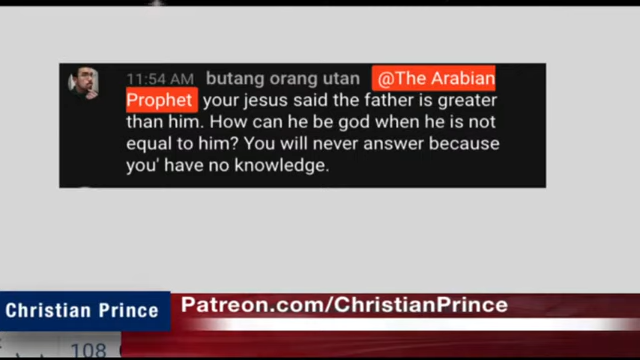 11:54 AM butang orang utan @The Arabian
Prophet your jesus said the father is greater
than him. How can he be god when he is not
equal to him? You will never answer because
you' have no knowledge.
Christian Prince
Patreon.com/ChristianPrince
108